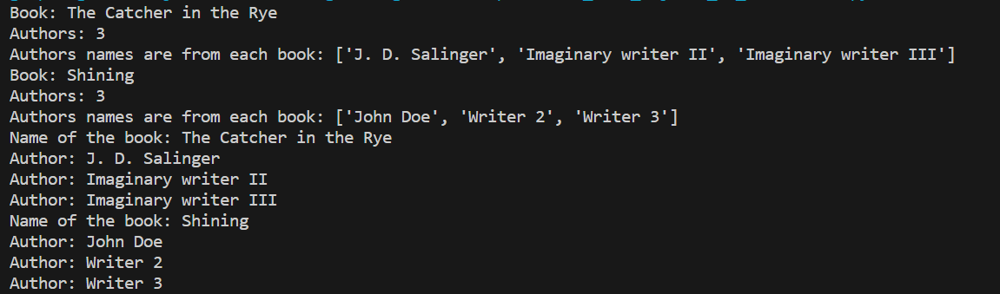 Book: The Catcher in the Rye
Authors: 3
Authors names are from each book: ['J. D. Salinger', 'Imaginary writer II', 'Imaginary writer III']
Book: Shining
Authors: 3
Authors names are from each book: ['John Doe', 'Writer 2', 'Writer 3']
Name of the book: The Catcher in the Rye
Author: J. D. Salinger
Author: Imaginary writer II
Author: Imaginary writer III
Name of the book: Shining
Author: John Doe
Author: Writer 2
Author: Writer 3